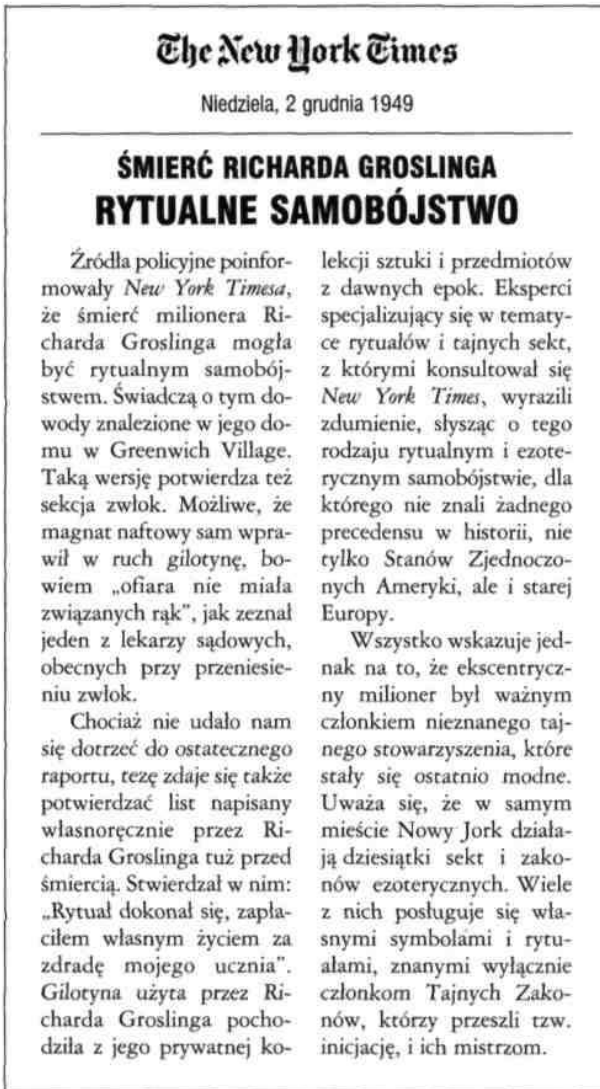 The New York Times
Niedziela, 2 grudnia 1949
ŚMIERĆ RICHARDA GROSLINGA
RYTUALNE SAMOBÓJSTWO
Źródła policyjne poinfor-
mowały New York Timesa,
że śmierć milionera Ri-
charda Groslinga mogła
być rytualnym samobój-
stwem. Świadczą o tym do-
wody znalezione w jego do-
mu w Greenwich Village.
Taką wersję potwierdza też
sekcja zwłok. Możliwe, że
magnat naftowy sam wpra-
wił w ruch gilotynę, bo-
wiem „ofiara nie miała
związanych rąk”, jak zeznał
jeden z lekarzy sądowych,
obecnych przy przeniesie-
niu zwłok.
Chociaż nie udało nam
się dotrzeć do ostatecznego
raportu, tezę zdaje się także
potwierdzać list napisany
własnoręcznie przez Ri-
charda Groslinga tuż przed
śmiercią. Stwierdzał w nim:
„Rytuał dokonał się, zapła-
ciłem własnym życiem za
zdradę mojego ucznia”.
Gilotyna użyta przez Ri-
charda Groslinga pocho-
dziła z jego prywatnej ko-
lekcji sztuki i przedmiotów
z dawnych epok. Eksperci
specjalizujący się w tematy-
ce rytuałów i tajnych sekt,
z którymi konsultował się
New York Times, wyrazili
zdumienie, słysząc o tego
rodzaju rytualnym i ezote-
rycznym samobójstwie, dla
którego nie znali żadnego
precedensu w historii, nie
tylko Stanów Zjednoczo-
nych Ameryki, ale i starej
Europy.
Wszystko wskazuje jed-
nak na to, że ekscentrycz-
ny milioner był ważnym
członkiem nieznanego taj-
nego stowarzyszenia, które
stały się ostatnio modne.
Uważa się, że w samym
mieście Nowy Jork działa-
ją dziesiątki sekt i zako-
nów ezoterycznych. Wiele
z nich posługuje się wła-
snymi symbolami i rytu-
ałami, znanymi wyłącznie
członkom Tajnych Zako-
nów, którzy przeszli tzw.
inicjację, i ich mistrzom.